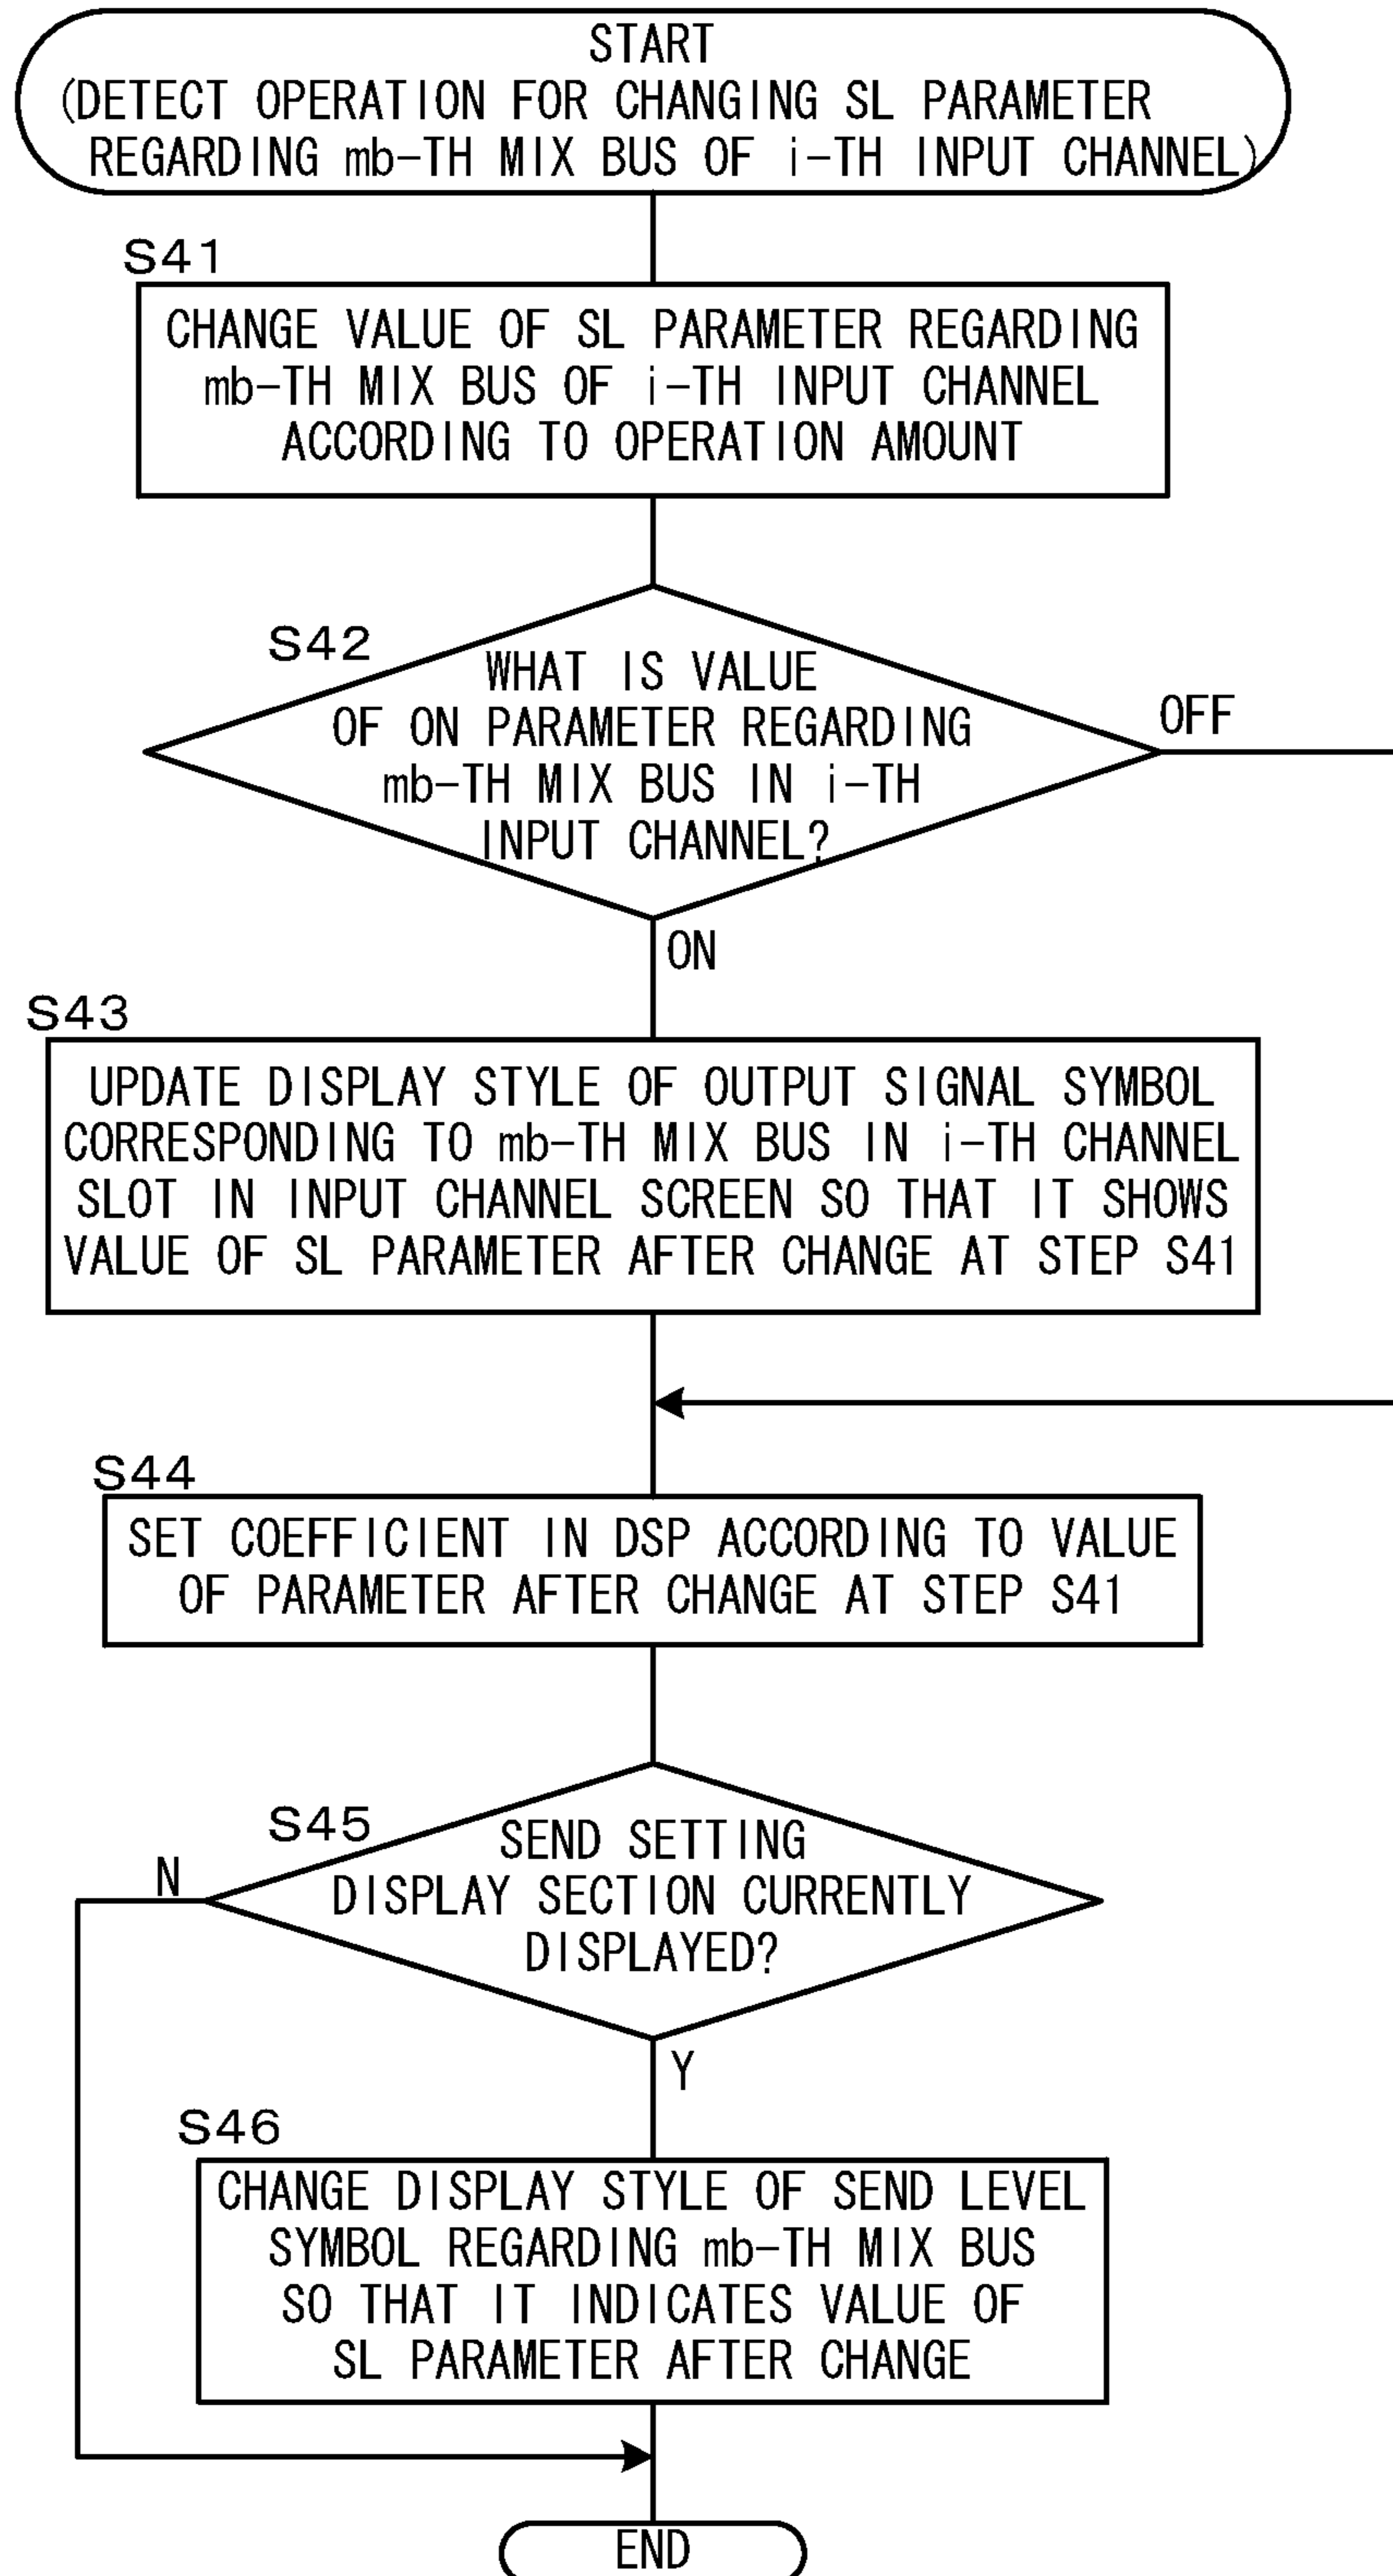 START
(DETECT OPERATION FOR CHANGING SL PARAMETER
REGARDING mb-TH MIX BUS OF i-TH INPUT CHANNEL)
S41
CHANGE VALUE OF SL PARAMETER REGARDING
mb-TH MIX BUS OF i-TH INPUT CHANNEL
ACCORDING TO OPERATION AMOUNT
S42
WHAT IS VALUE
OF ON PARAMETER REGARDING
mb-TH MIX BUS IN i-TH
INPUT CHANNEL?
OFF
ON
S43
UPDATE DISPLAY STYLE OF OUTPUT SIGNAL SYMBOL
CORRESPONDING TO mb-TH MIX BUS IN i-TH CHANNEL
SLOT IN INPUT CHANNEL SCREEN SO THAT IT SHOWS
VALUE OF SL PARAMETER AFTER CHANGE AT STEP S41
S44
SET COEFFICIENT IN DSP ACCORDING TO VALUE
OF PARAMETER AFTER CHANGE AT STEP S41
S45
SEND SETTING
DISPLAY SECTION CURRENTLY
DISPLAYED?
N
Y
S46
CHANGE DISPLAY STYLE OF SEND LEVEL
SYMBOL REGARDING mb-TH MIX BUS
SO THAT IT INDICATES VALUE OF
SL PARAMETER AFTER CHANGE
END